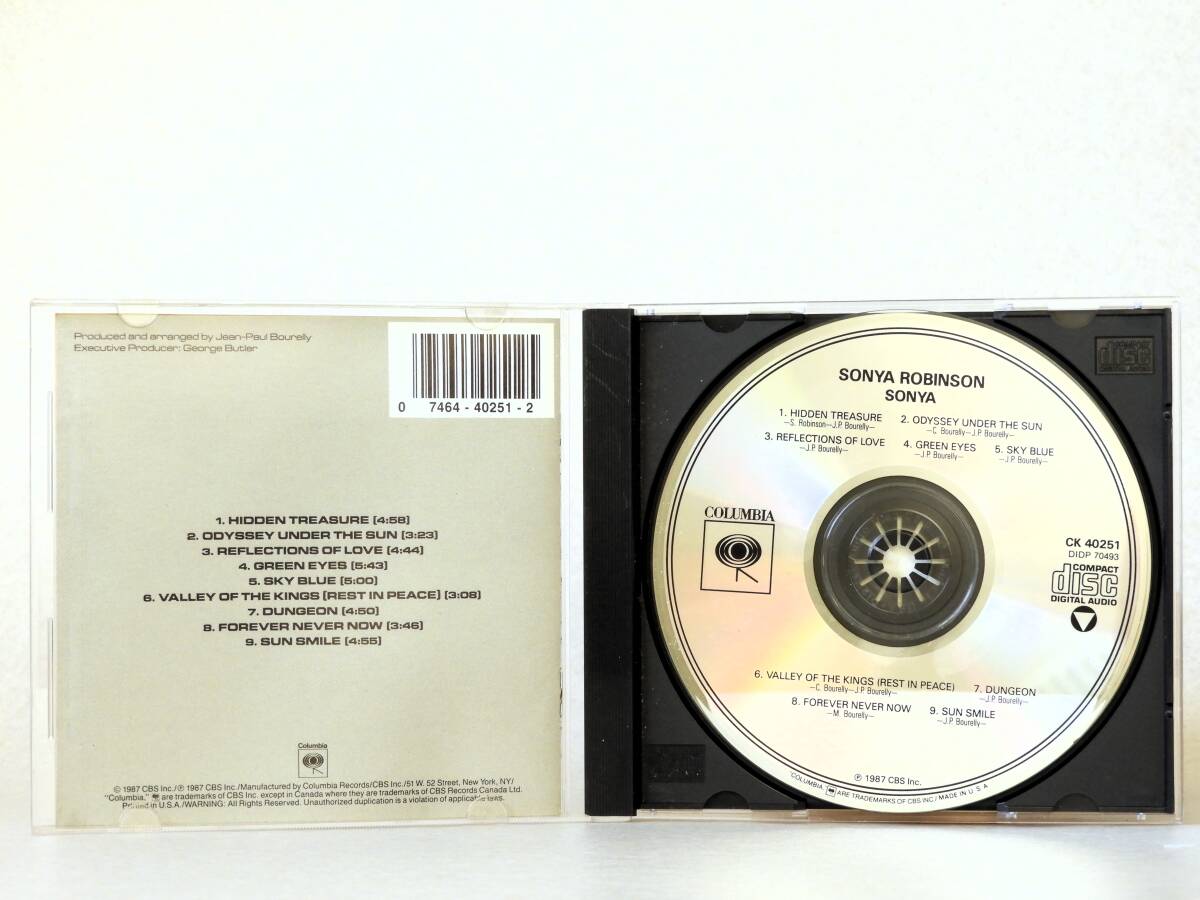 Produced and arranged by Jean-Paul Bourelly
Executive Producer: George Butler
0 7464-40251-2
1. HIDDEN TREASURE [4:58]
2. ODYSSEY UNDER THE SUN [3:23]
3. REFLECTIONS OF LOVE [4:44]
4. GREEN EYES [5:43]
5. SKY BLUE [5:00]
6. VALLEY OF THE KINGS [REST IN PEACE] [3:08]
7. DUNGEON [4:50]
8. FOREVER NEVER NOW [3:46]
9. SUN SMILE [4:55]
Columbia
© 1987 CBS Inc./℗ 1987 CBS Inc./Manufactured by Columbia Records/CBS Inc./51 W. 52 Street, New York, NY/
"Columbia," are trademarks of CBS Inc. except in Canada where they are trademarks of CBS Records Canada Ltd.
Printed in U.S.A./WARNING: All Rights Reserved. Unauthorized duplication is a violation of applicable laws.
SONYA ROBINSON
SONYA
1. HIDDEN TREASURE 2. ODYSSEY UNDER THE SUN
—S. Robinson—J.P. Bourelly— —C. Bourelly—J.P. Bourelly—
3. REFLECTIONS OF LOVE 4. GREEN EYES 5. SKY BLUE
—J.P. Bourelly— —J.P. Bourelly— —J.P. Bourelly—
COLUMBIA
CK 40251
DIDP 70493
COMPACT
disc
DIGITAL AUDIO
6. VALLEY OF THE KINGS (REST IN PEACE) 7. DUNGEON
—C. Bourelly—J.P. Bourelly— —J.P. Bourelly—
8. FOREVER NEVER NOW 9. SUN SMILE
—M. Bourelly— —J.P. Bourelly—
℗ 1987 CBS Inc.
"COLUMBIA," ARE TRADEMARKS OF CBS INC./MADE IN U.S.A.
COMPACT
disc
DIGITAL AUDIO